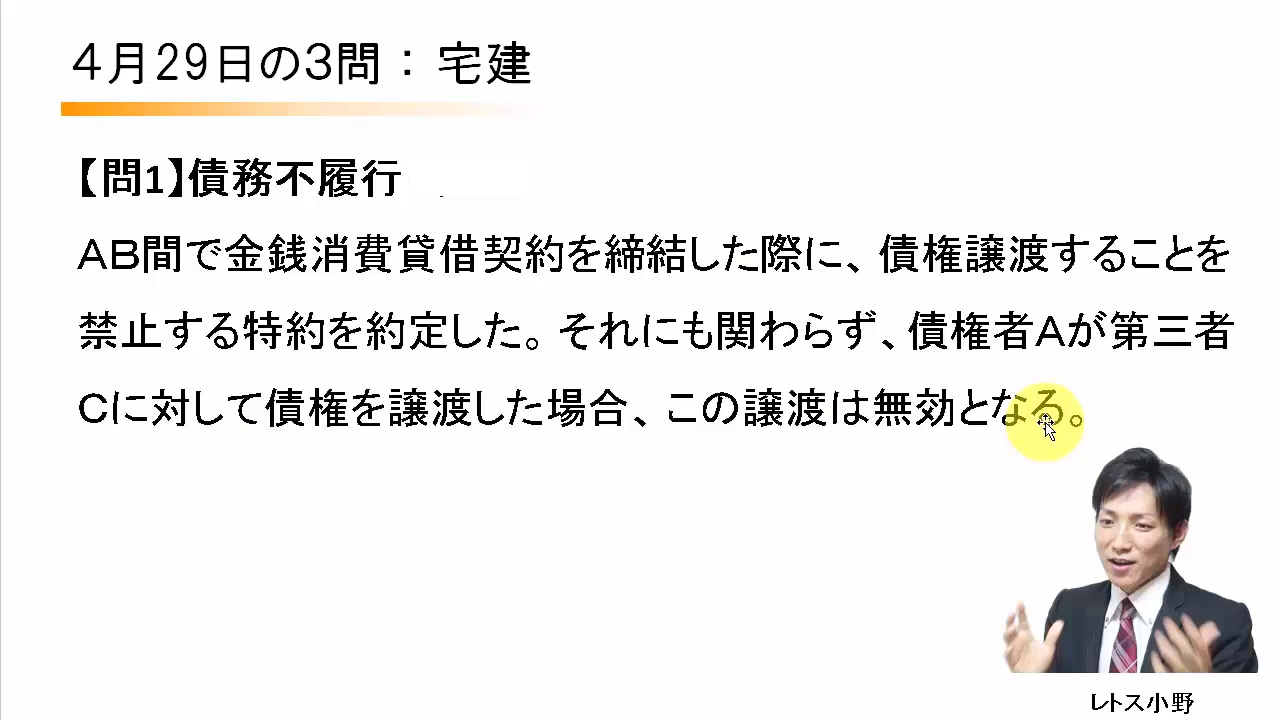 ４月29日の３問：宅建
【問1】債務不履行
ＡＢ間で金銭消費貸借契約を締結した際に、債権譲渡することを
禁止する特約を約定した。それにも関わらず、債権者Ａが第三者
Ｃに対して債権を譲渡した場合、この譲渡は無効となる。
レトス小野